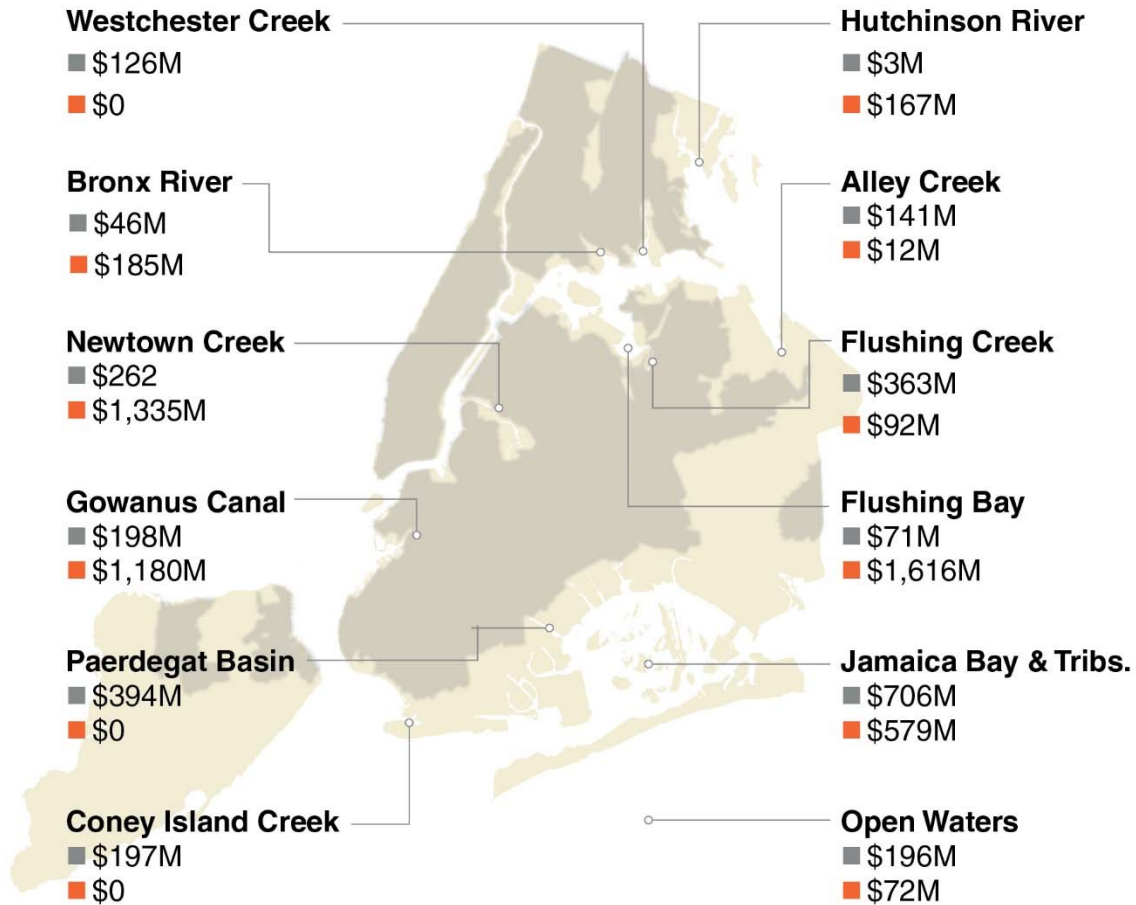 Westchester Creek
$126M
$0
Bronx River
$46M
$185M
Newtown Creek
$262
$1,335M
Gowanus Canal
$198M
$1,180M
Paerdegat Basin
$394M
$0
Coney Island Creek
$197M
$0
Hutchinson River
$3M
$167M
Alley Creek
$141M
$12M
Flushing Creek
$363M
$92M
Flushing Bay
$71M
$1,616M
Jamaica Bay & Tribs.
$706M
$579M
Open Waters
$196M
$72M